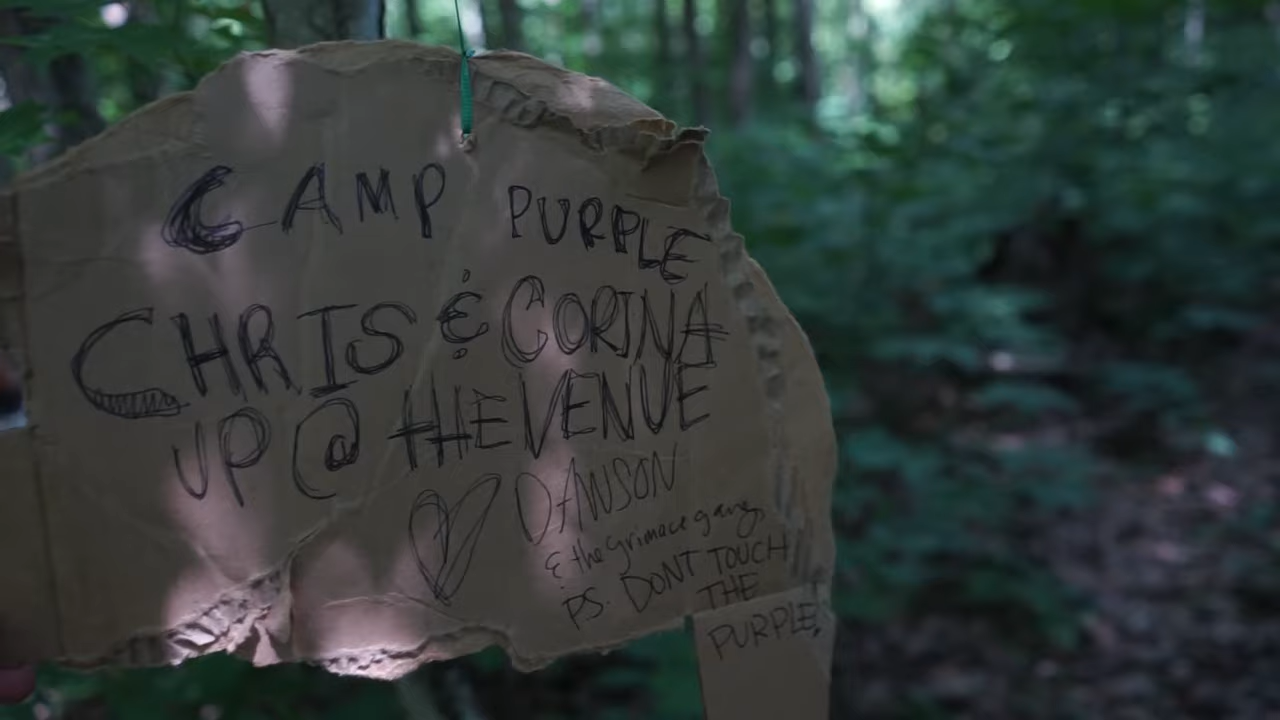 CAMP PURPLE
CHRIS & CORINA
UP @ THE VENUE
DAWSON
& the grimace gang
PS. DONT TOUCH
THE
PURPLE.